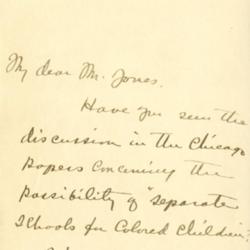 My dear Mr. Jones.
Have you seen the
discussion in the Chicago
papers concerning the
possibility of "separate
Schools for Colored Children.